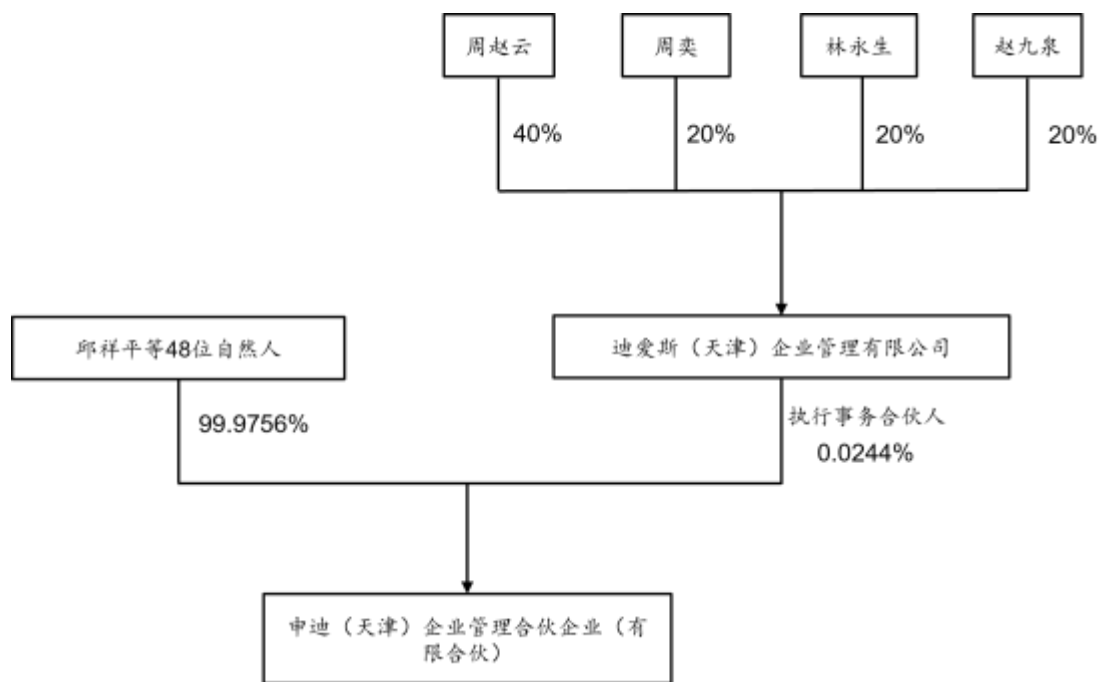 周赵云
周奕
林永生
赵九泉
40%
20%
20%
20%
邱祥平等48位自然人
迪爱斯（天津）企业管理有限公司
99.9756%
执行事务合伙人
0.0244%
申迪（天津）企业管理合伙企业（有
限合伙）